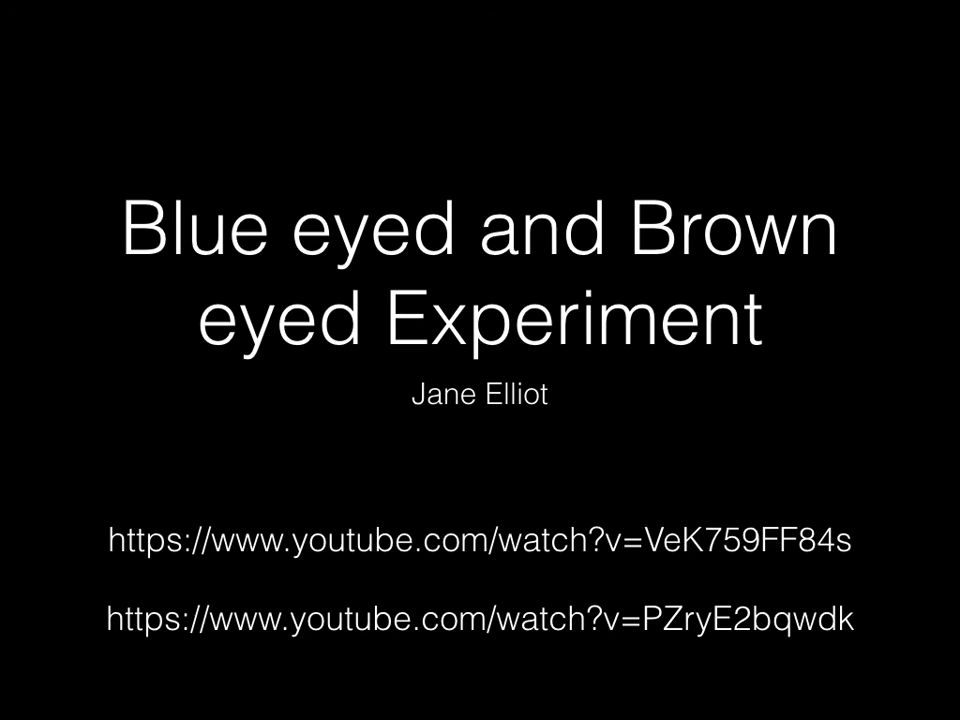 Blue eyed and Brown
eyed Experiment
Jane Elliot
https://www.youtube.com/watch?v=VeK759FF84s
https://www.youtube.com/watch?v=PZryE2bqwdk